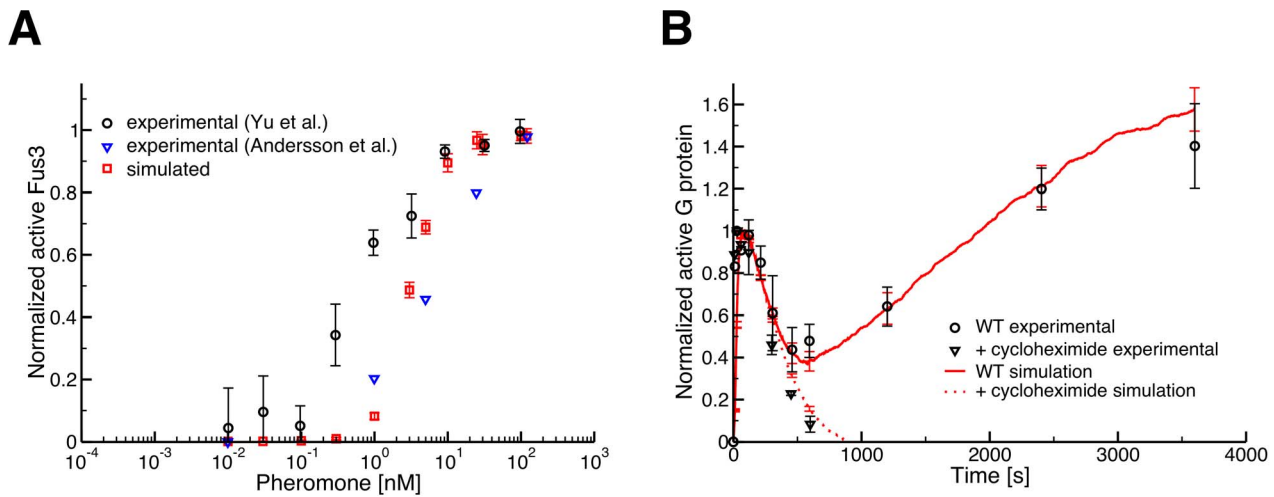 A
B
Normalized active Fus3
1
0.8
0.6
0.4
0.2
0
experimental (Yu et al.)
experimental (Andersson et al.)
simulated
10^-4
10^-3
10^-2
10^-1
10^0
10^1
10^2
10^3
Pheromone [nM]
Normalized active G protein
1.6
1.4
1.2
1
0.8
0.6
0.4
0.2
0
WT experimental
+ cycloheximide experimental
WT simulation
+ cycloheximide simulation
0
1000
2000
3000
4000
Time [s]